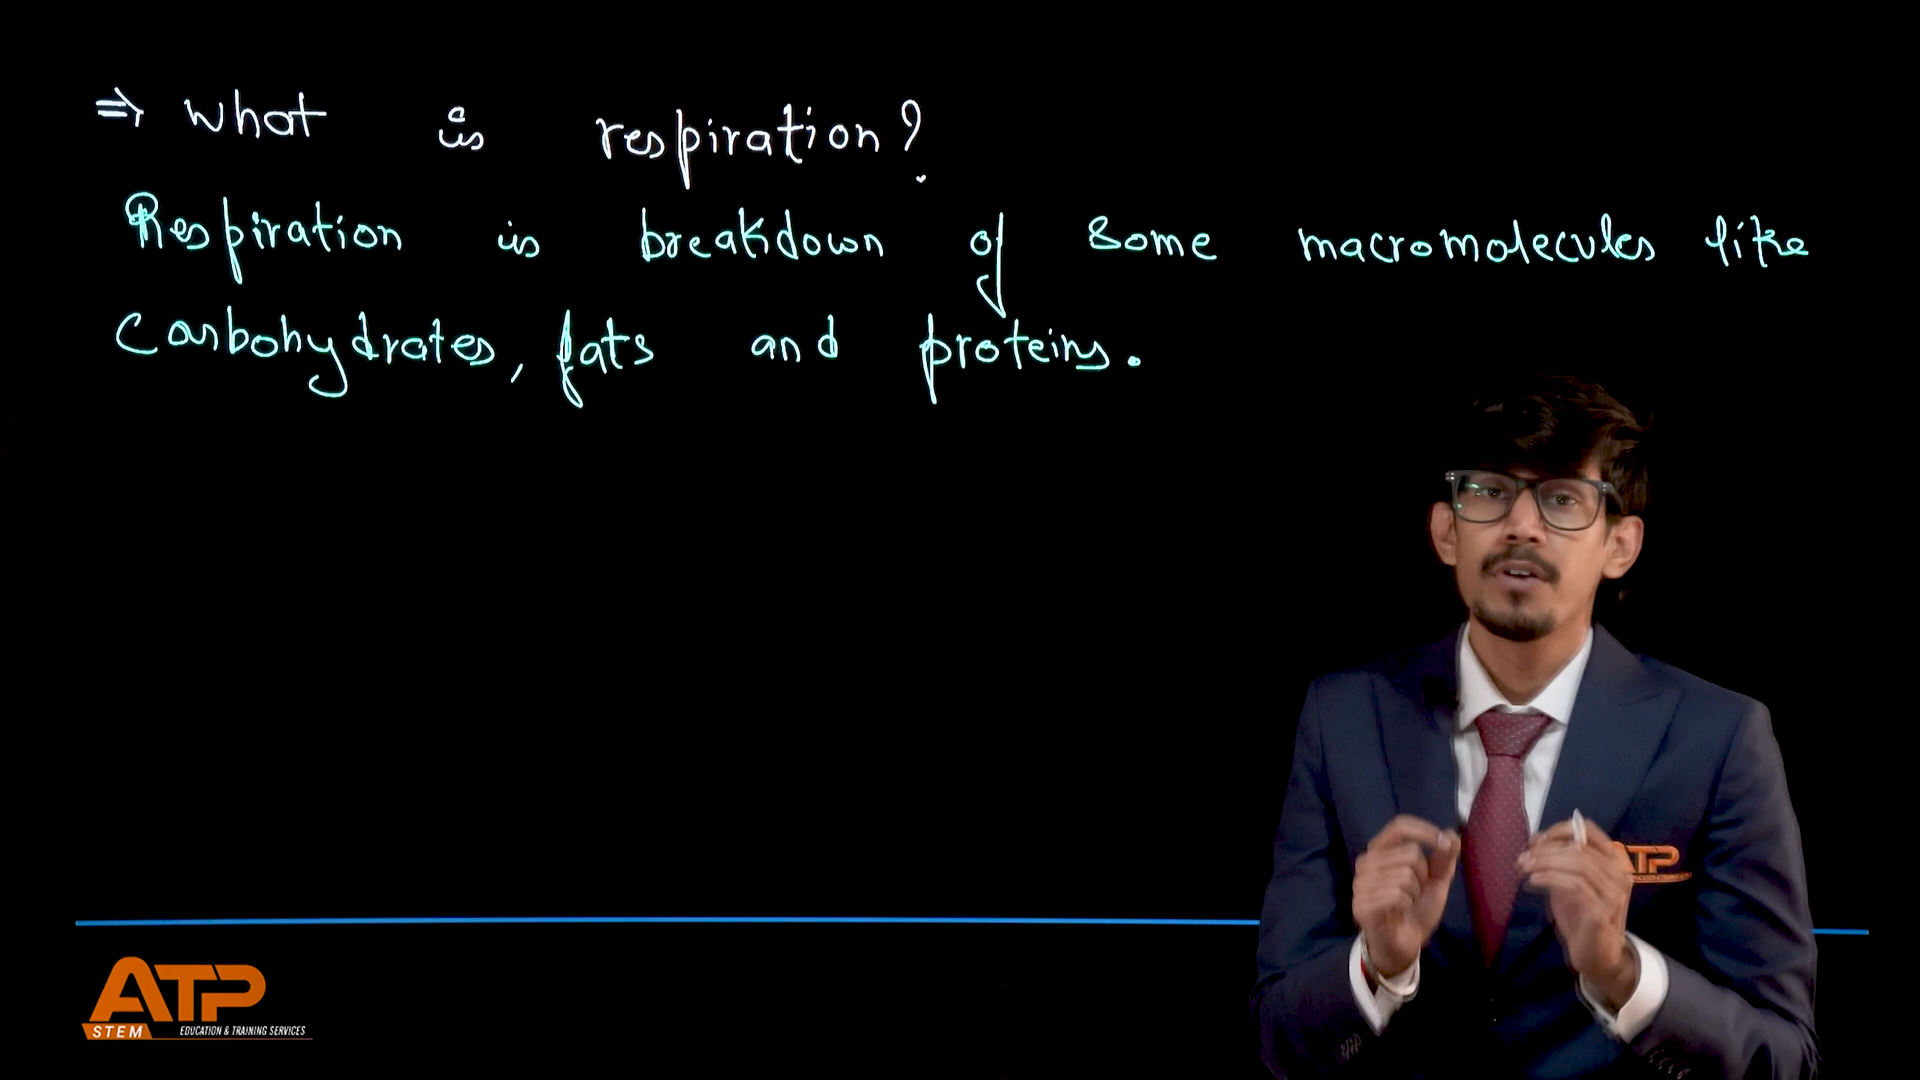 ⇒ what is respiration?
Respiration is breakdown of some macromolecules like
Carbohydrates, fats and proteins.
ATP
ATP
STEM EDUCATION & TRAINING SERVICES